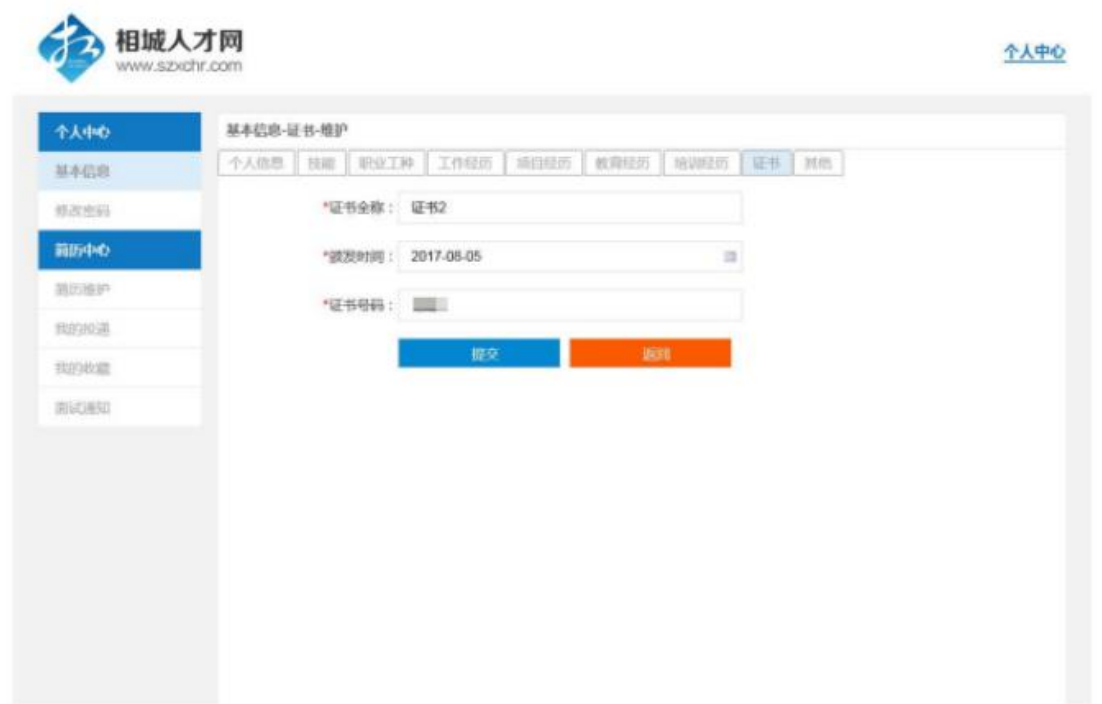 相城人才网
www.szxchr.com
个人中心
个人中心
基本信息
修改密码
简历中心
简历维护
我的投递
我的收藏
面试通知
基本信息-证书-维护
个人信息 技能 职业工种 工作经历 项目经历 教育经历 培训经历 证书 其他
*证书全称： 证书2
*颁发时间： 2017-08-05
*证书号码：
提交 返回